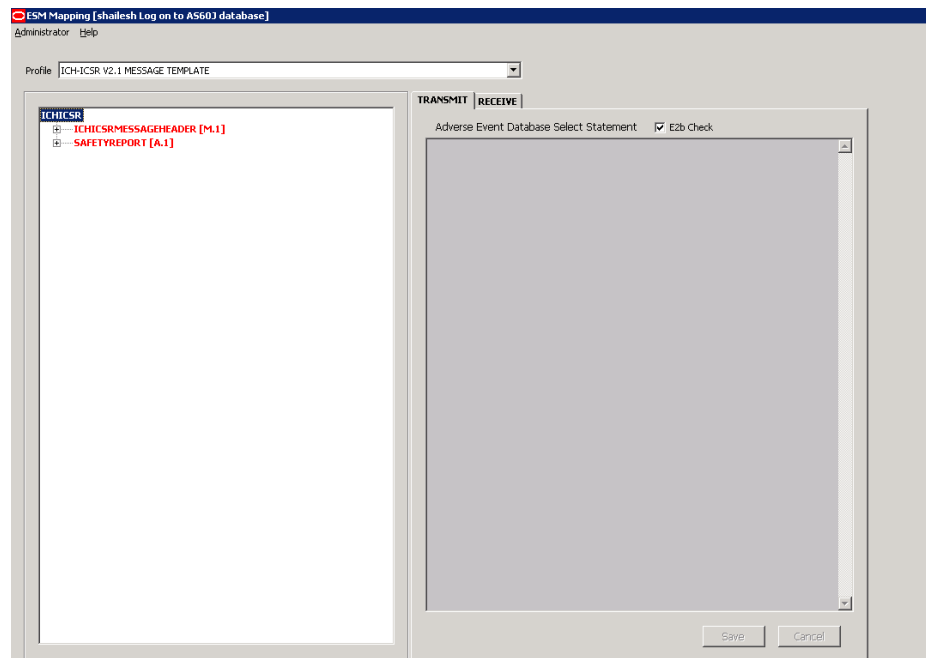 ESM Mapping [shailesh Log on to AS60J database]
Administrator Help
Profile ICH-ICSR V2.1 MESSAGE TEMPLATE
ICHICSR
ICHICSRMESSAGEHEADER [M.1]
SAFETYREPORT [A.1]
TRANSMIT RECEIVE
Adverse Event Database Select Statement E2b Check
Save Cancel